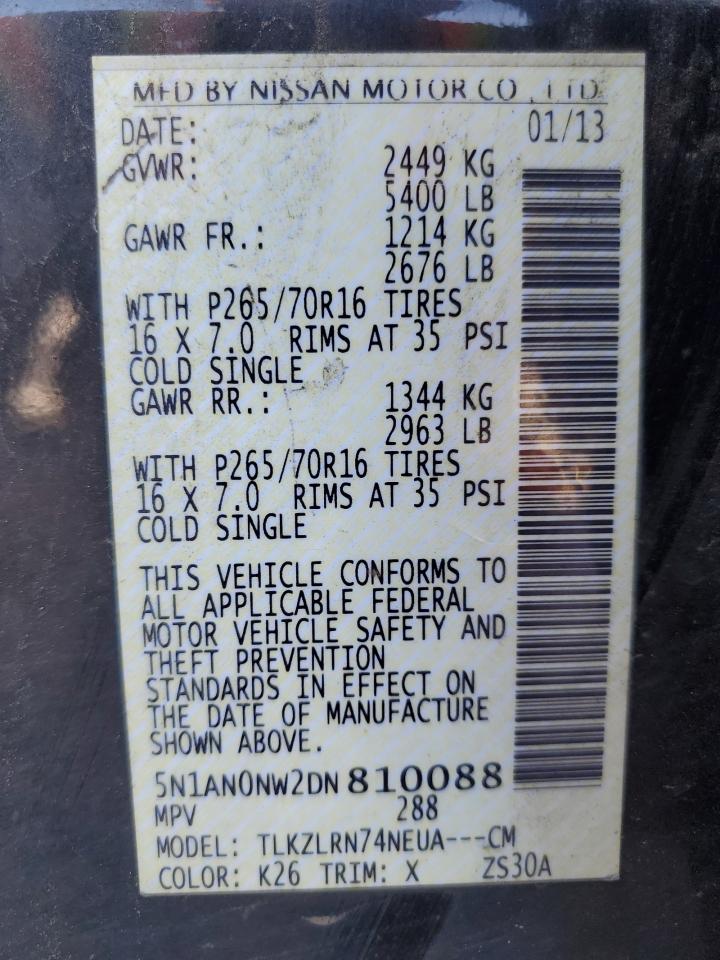 MFD BY NISSAN MOTOR CO., LTD.
DATE: 01/13
GVWR: 2449 KG
5400 LB
GAWR FR.: 1214 KG
2676 LB
WITH P265/70R16 TIRES
16 X 7.0 RIMS AT 35 PSI
COLD SINGLE
GAWR RR.: 1344 KG
2963 LB
WITH P265/70R16 TIRES
16 X 7.0 RIMS AT 35 PSI
COLD SINGLE
THIS VEHICLE CONFORMS TO
ALL APPLICABLE FEDERAL
MOTOR VEHICLE SAFETY AND
THEFT PREVENTION
STANDARDS IN EFFECT ON
THE DATE OF MANUFACTURE
SHOWN ABOVE.
5N1AN0NW2DN 810088
MPV 288
MODEL: TLKZLRN74NEUA---CM
COLOR: K26 TRIM: X ZS30A